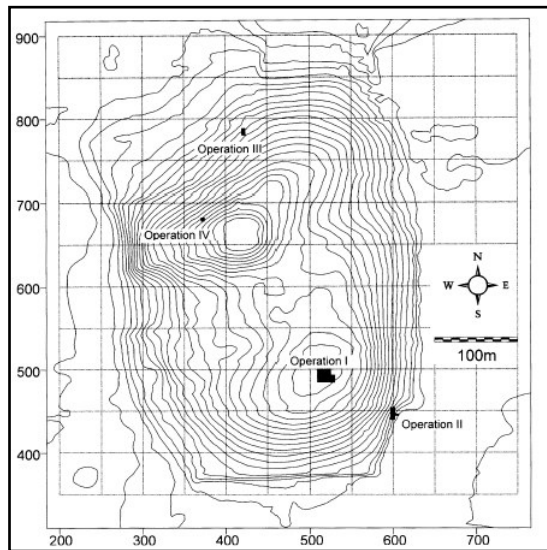 900
800
Operation III
700
Operation IV
600
N
W E
S
500
Operation I
100m
Operation II
400
200 300 400 500 600 700